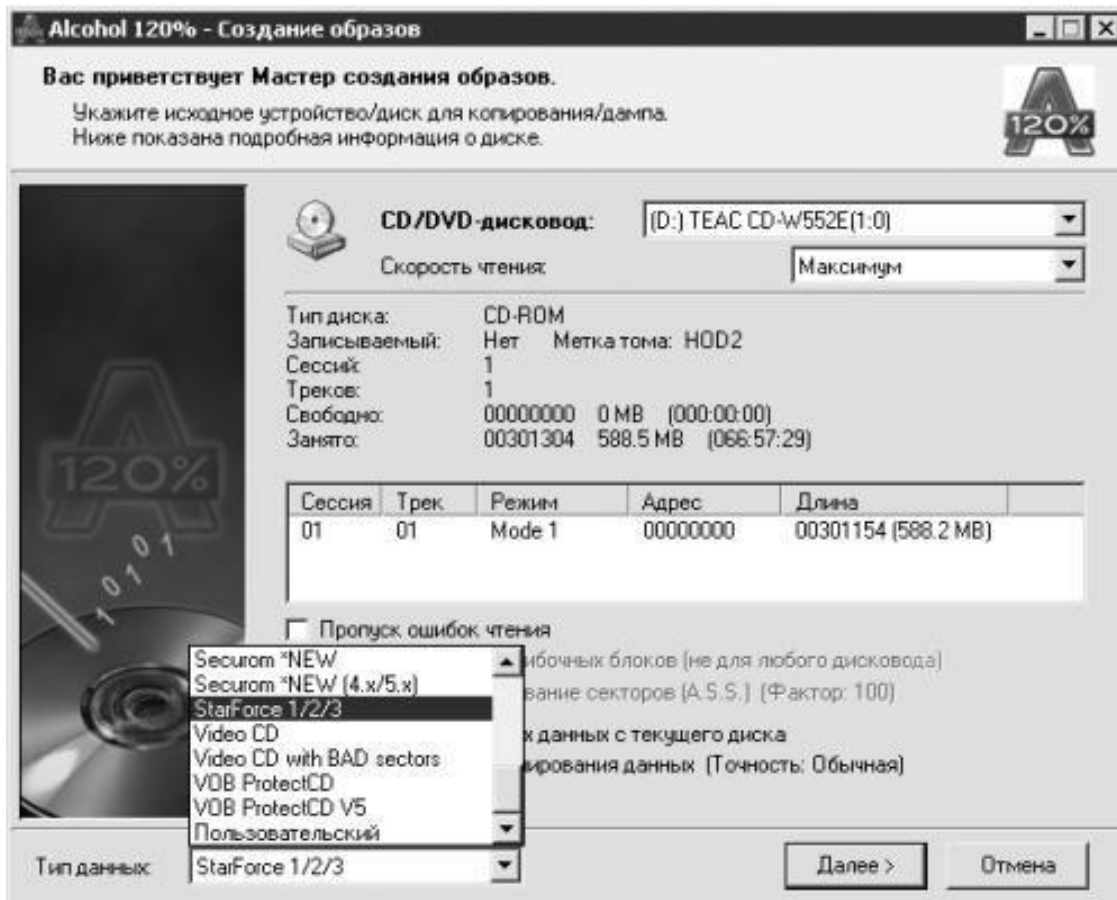 Alcohol 120% - Создание образов
Вас приветствует Мастер создания образов.
Укажите исходное устройство/диск для копирования/дампа.
Ниже показана подробная информация о диске.
120%
CD/DVD-дисковод: (D:) TEAC CD-W552E(1:0)
Скорость чтения: Максимум
Тип диска: CD-ROM
Записываемый: Нет Метка тома: HOD2
Сессий: 1
Треков: 1
Свободно: 00000000 0 MB (000:00:00)
Занято: 00301304 588.5 MB (066:57:29)
120%
10101
Сессия Трек Режим Адрес Длина
01 01 Mode 1 00000000 00301154 (588.2 MB)
Пропуск ошибок чтения
ибочных блоков (не для любого дисковода)
вание секторов (A.S.S.) (Фактор: 100)
х данных с текущего диска
ирования данных (Точность: Обычная)
Securom *NEW
Securom *NEW (4.x/5.x)
StarForce 1/2/3
Video CD
Video CD with BAD sectors
VOB ProtectCD
VOB ProtectCD V5
Пользовательский
Тип данных: StarForce 1/2/3
Далее >
Отмена